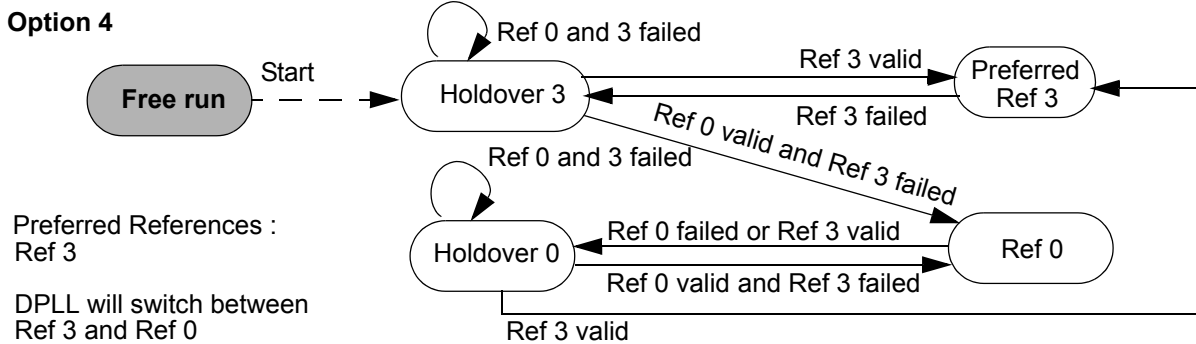 Option 4
Ref 0 and 3 failed
Start
Free run
Holdover 3
Ref 3 valid
Preferred
Ref 3
Ref 3 failed
Ref 0 valid and Ref 3 failed
Ref 0 and 3 failed
Preferred References :
Ref 3
Holdover 0
Ref 0 failed or Ref 3 valid
Ref 0
Ref 0 valid and Ref 3 failed
DPLL will switch between
Ref 3 and Ref 0
Ref 3 valid